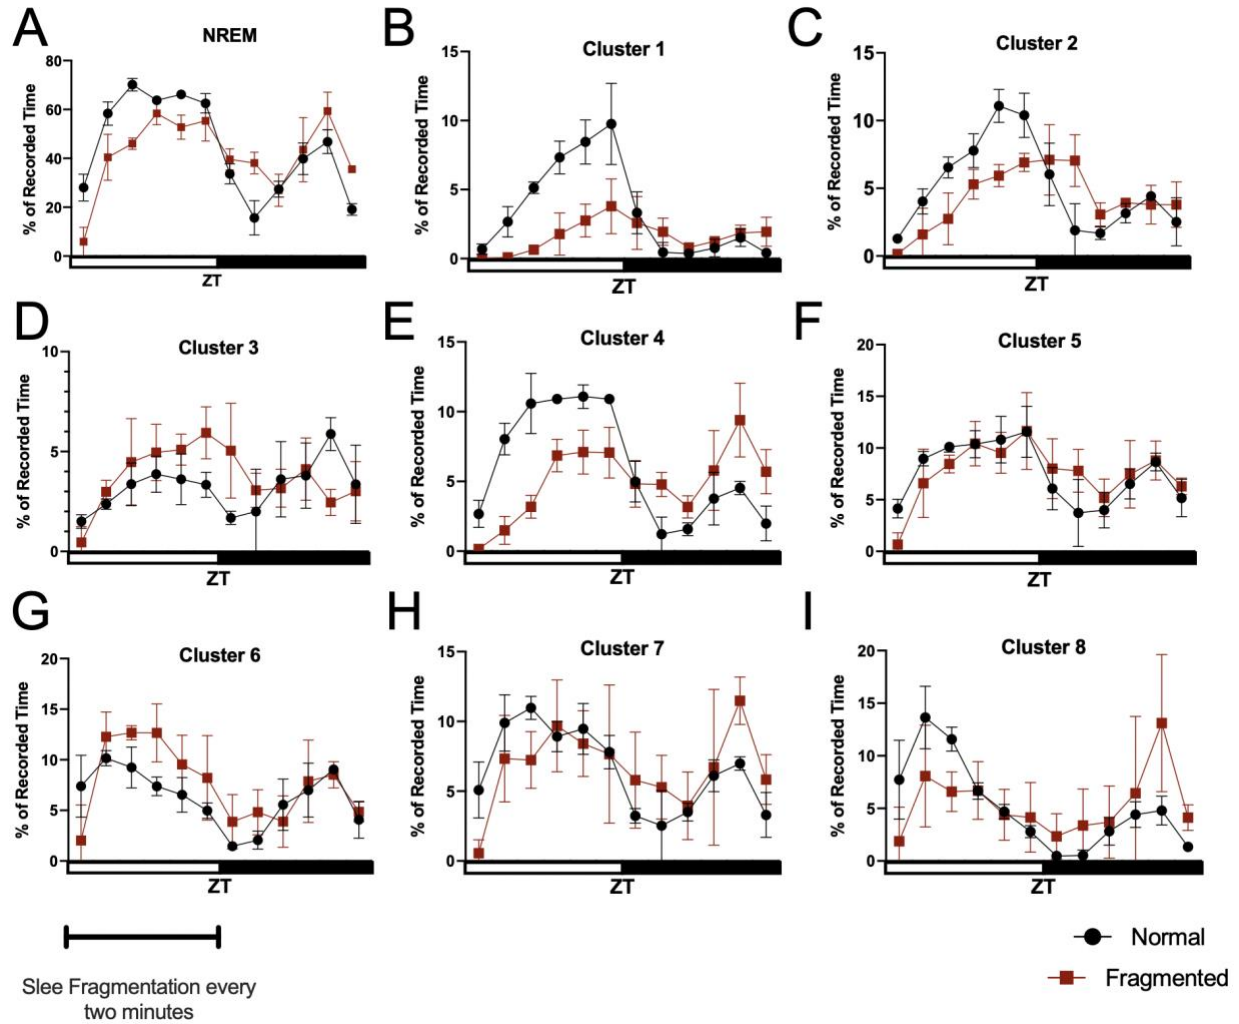 A
NREM
% of Recorded Time
80
60
40
20
0
ZT
B
Cluster 1
% of Recorded Time
15
10
5
0
ZT
C
Cluster 2
% of Recorded Time
15
10
5
0
ZT
D
Cluster 3
% of Recorded Time
10
5
0
ZT
E
Cluster 4
% of Recorded Time
15
10
5
0
ZT
F
Cluster 5
% of Recorded Time
20
15
10
5
0
ZT
G
Cluster 6
% of Recorded Time
20
15
10
5
0
ZT
H
Cluster 7
% of Recorded Time
15
10
5
0
ZT
I
Cluster 8
% of Recorded Time
20
15
10
5
0
ZT
Slee Fragmentation every
two minutes
Normal
Fragmented